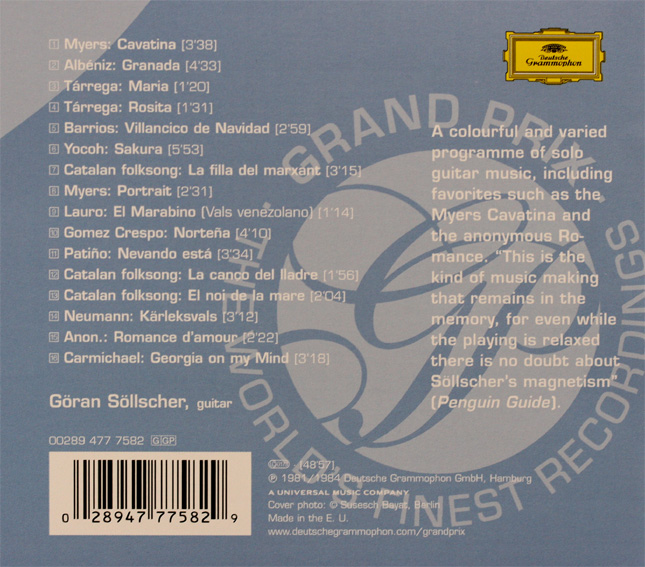 1 Myers: Cavatina [3'38]
2 Albéniz: Granada [4'33]
3 Tárrega: Maria [1'20]
4 Tárrega: Rosita [1'31]
5 Barrios: Villancico de Navidad [2'59]
6 Yocoh: Sakura [5'53]
7 Catalan folksong: La filla del marxant [3'15]
8 Myers: Portrait [2'31]
9 Lauro: El Marabino [Vals venezolano] [1'14]
10 Gomez Crespo: Norteña [4'10]
11 Patiño: Nevando está [3'34]
12 Catalan folksong: La canco del lladre [1'56]
13 Catalan folksong: El noi de la mare [2'04]
14 Neumann: Kärleksvals [3'12]
15 Anon.: Romance d'amour [2'22]
16 Carmichael: Georgia on my Mind [3'18]
Göran Söllscher, guitar
Deutsche
Grammophon
A colourful and varied
programme of solo
guitar music, including
favorites such as the
Myers Cavatina and
the anonymous Ro-
mance. "This is the
kind of music making
that remains in the
memory, for even while
the playing is relaxed
there is no doubt about
Söllscher's magnetism"
(Penguin Guide).
· GRAND PRIX ·
THE WORLD'S FINEST RECORDINGS
GP
00289 477 7582 G GP
0 28947 77582 9
[48'57]
℗ 1981/1984 Deutsche Grammophon GmbH, Hamburg
A UNIVERSAL MUSIC COMPANY
Cover photo: © Susesch Bayat, Berlin
Made in the E. U.
www.deutschegrammophon.com/grandprix